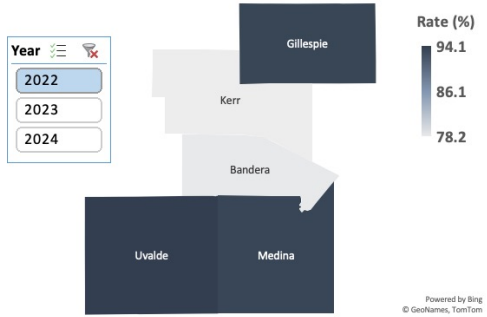 Year
2022
2023
2024
Gillespie
Kerr
Bandera
Uvalde
Medina
Rate (%)
94.1
86.1
78.2
Powered by Bing
© GeoNames, TomTom